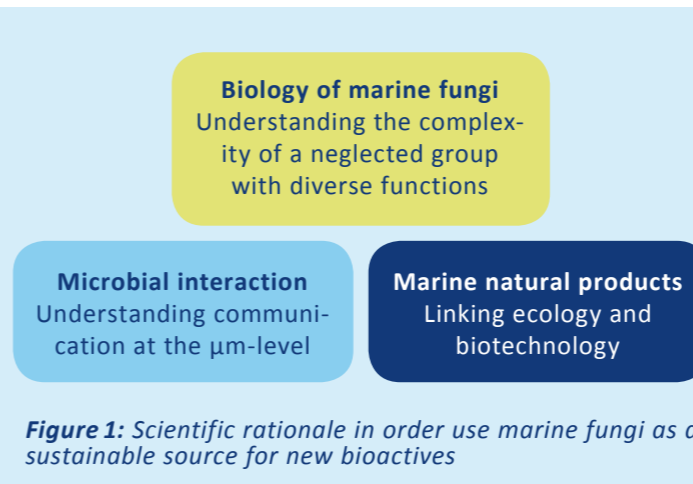 Biology of marine fungi
Understanding the complex-
ity of a neglected group
with diverse functions
Microbial interaction
Understanding communi-
cation at the μm-level
Marine natural products
Linking ecology and
biotechnology
Figure 1: Scientific rationale in order use marine fungi as a
sustainable source for new bioactives